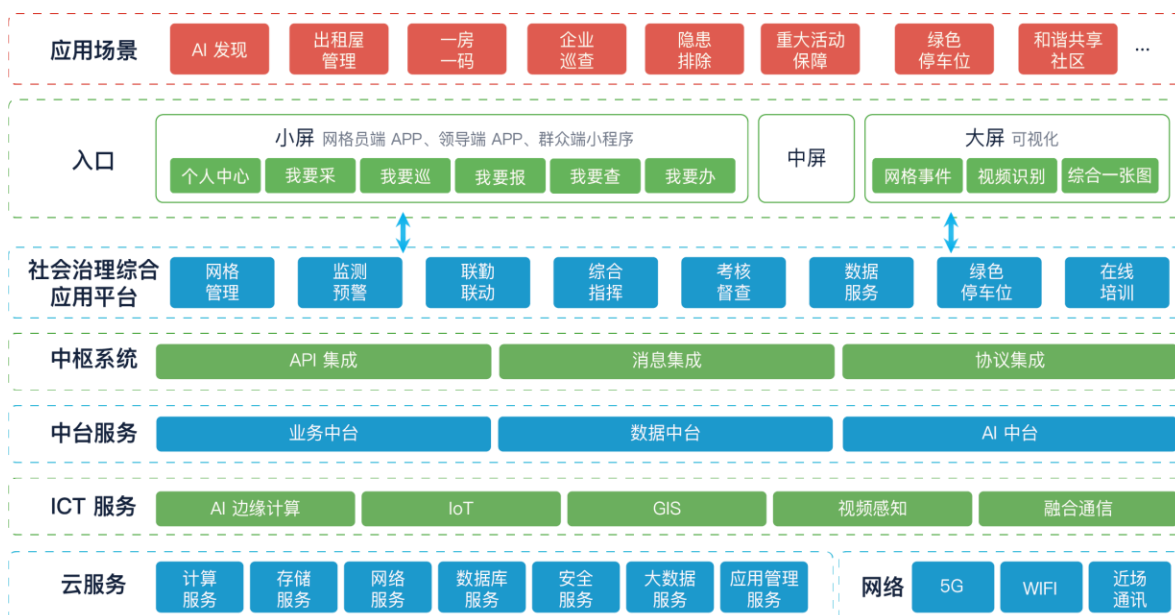 应用场景
AI 发现
出租屋
管理
一房
一码
企业
巡查
隐患
排除
重大活动
保障
绿色
停车位
和谐共享
社区
...
入口
小屏 网格员端 APP、领导端 APP、群众端小程序
个人中心
我要采
我要巡
我要报
我要查
我要办
中屏
大屏 可视化
网格事件
视频识别
综合一张图
社会治理综合
应用平台
网格
管理
监测
预警
联勤
联动
综合
指挥
考核
督查
数据
服务
绿色
停车位
在线
培训
中枢系统
API 集成
消息集成
协议集成
中台服务
业务中台
数据中台
AI 中台
ICT 服务
AI 边缘计算
IoT
GIS
视频感知
融合通信
云服务
计算
服务
存储
服务
网络
服务
数据库
服务
安全
服务
大数据
服务
应用管理
服务
网络
5G
WIFI
近场
通讯